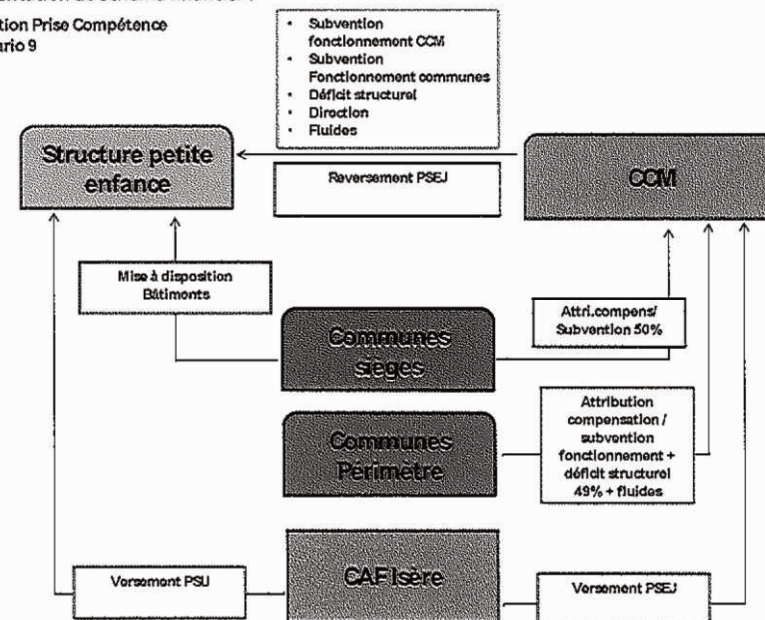 tion Prise Compétence
ario 9
• Subvention
fonctionnement CCM
• Subvention
Fonctionnement communes
• Déficit structurel
• Direction
• Fluides
Structure petite
enfance
Reversement PSEJ
CCM
Mise à disposition
Bâtiments
Communes
sièges
Attri.compens/
Subvention 50%
Communes
Périmètre
Attribution
compensation /
subvention
fonctionnement +
déficit structurel
49% + fluides
Versement PSU
CAF Isère
Versement PSEJ